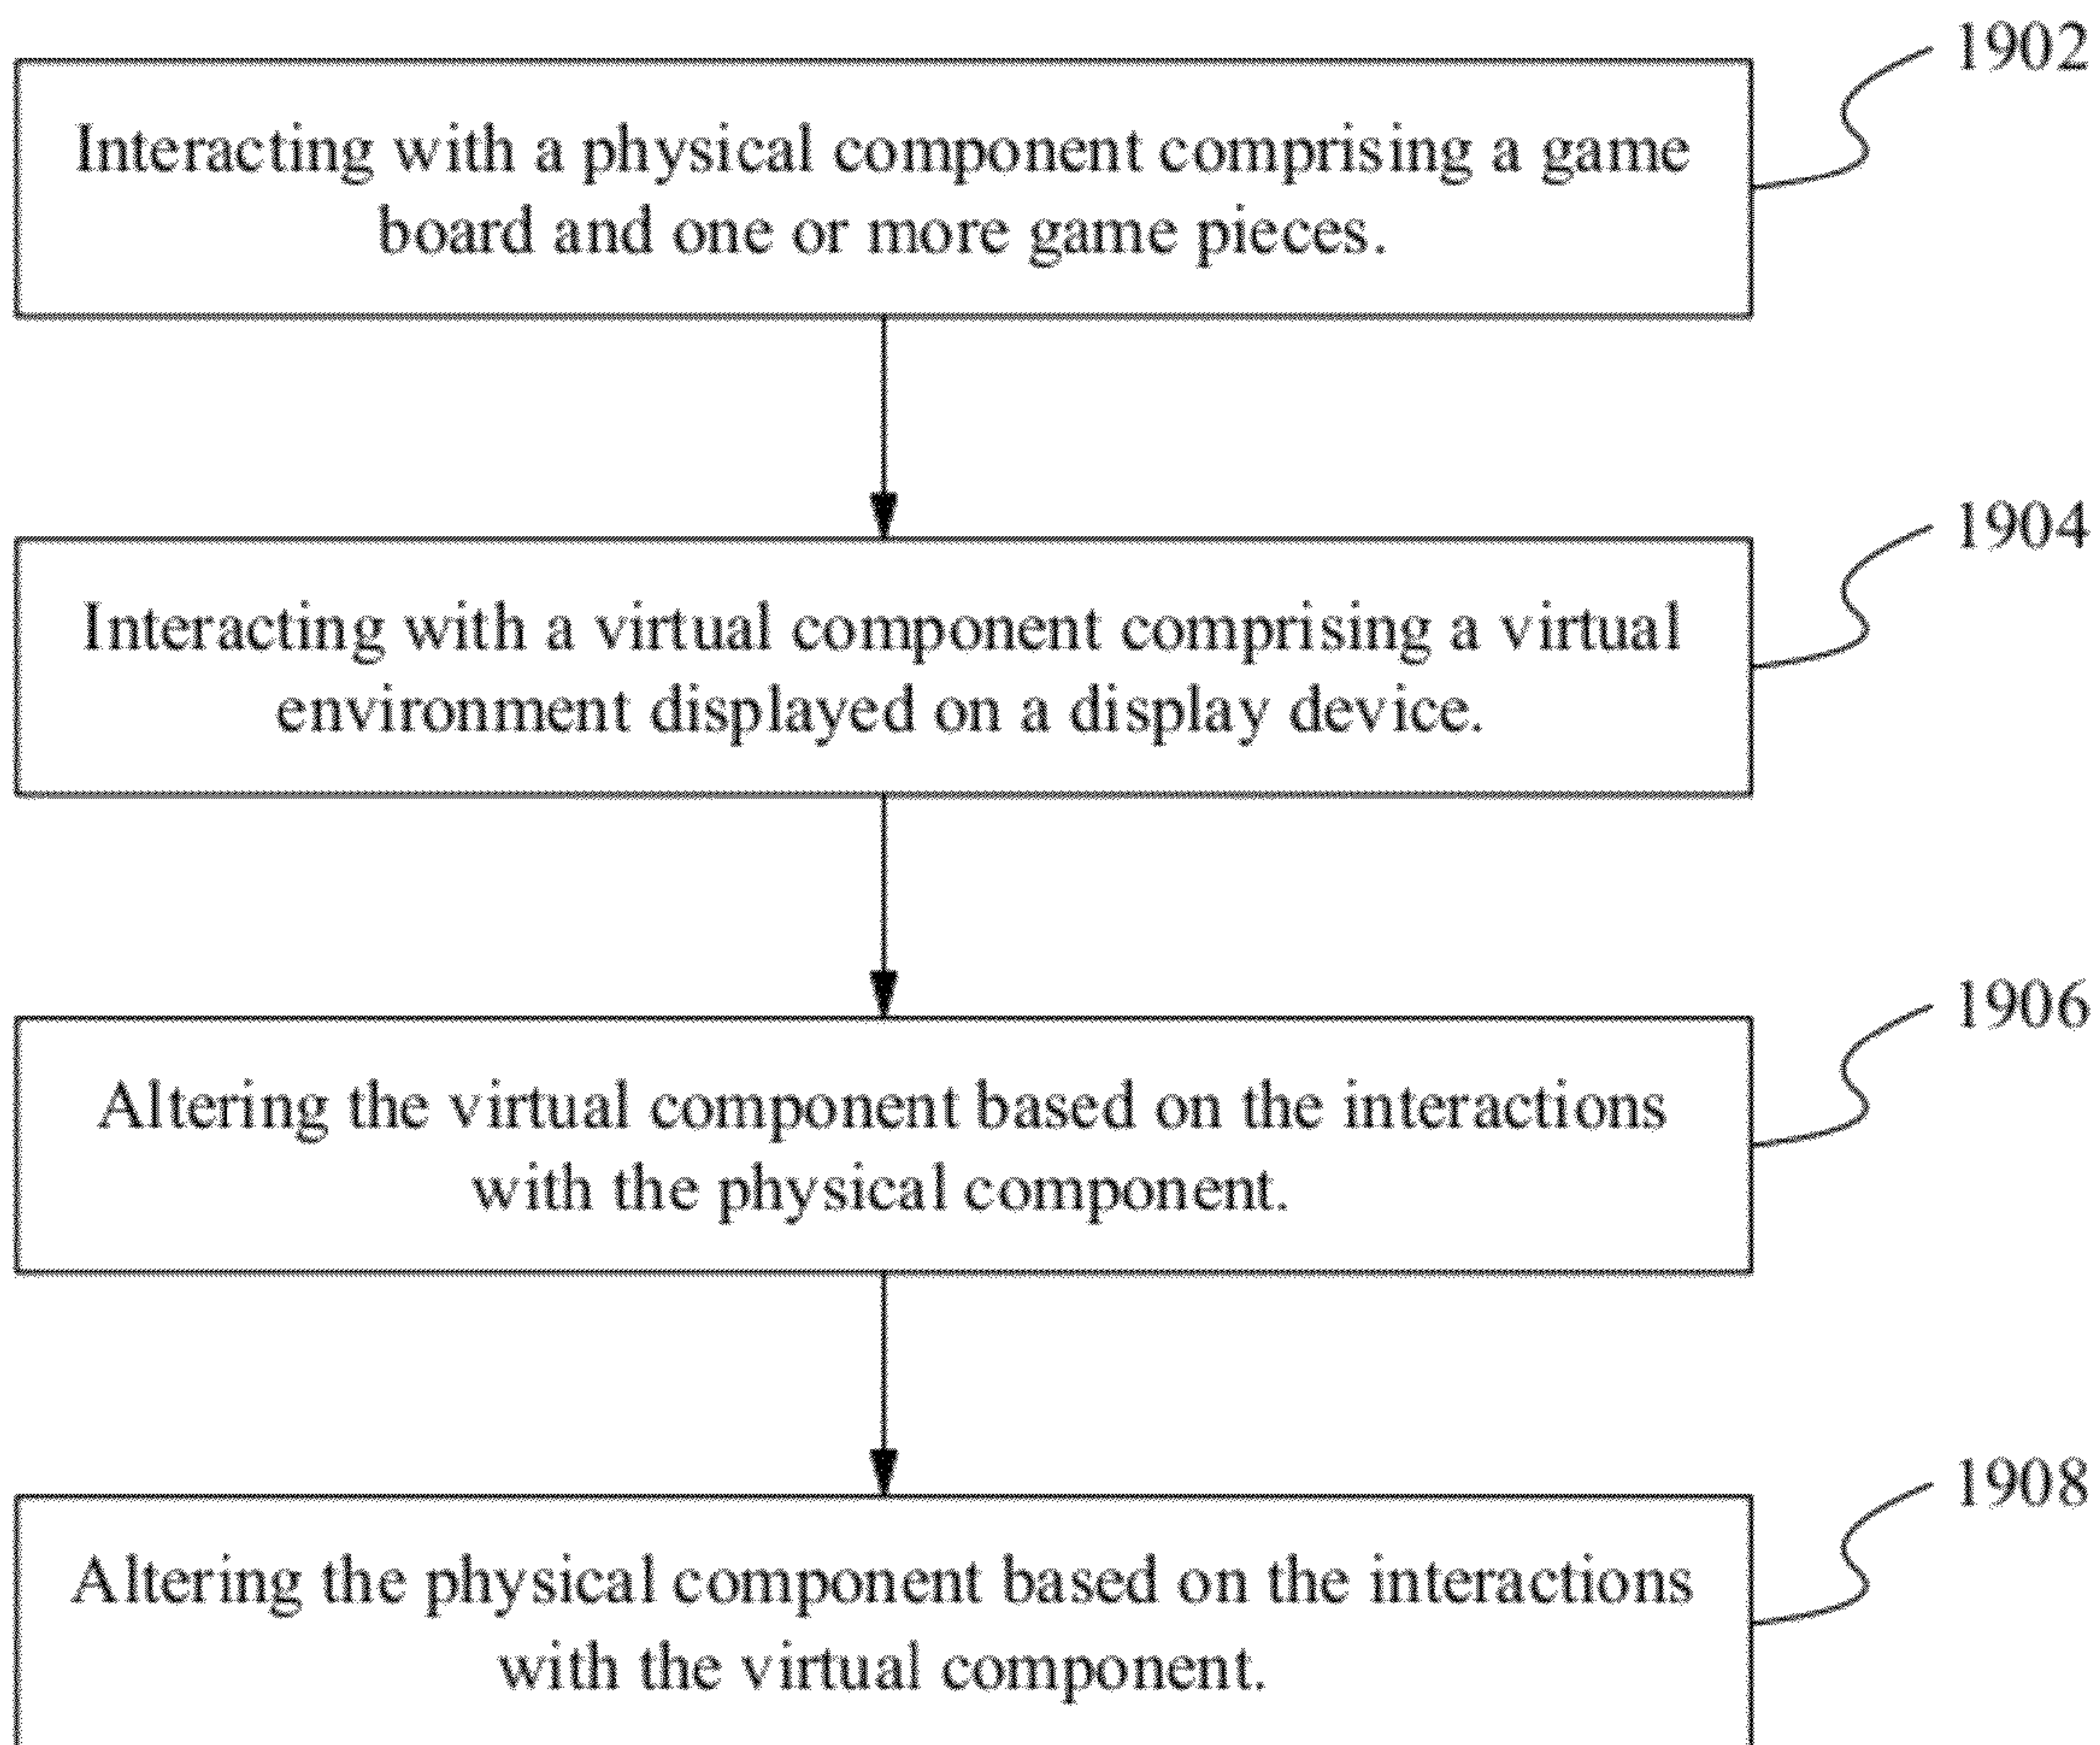 1902
Interacting with a physical component comprising a game
board and one or more game pieces.
1904
Interacting with a virtual component comprising a virtual
environment displayed on a display device.
1906
Altering the virtual component based on the interactions
with the physical component.
1908
Altering the physical component based on the interactions
with the virtual component.